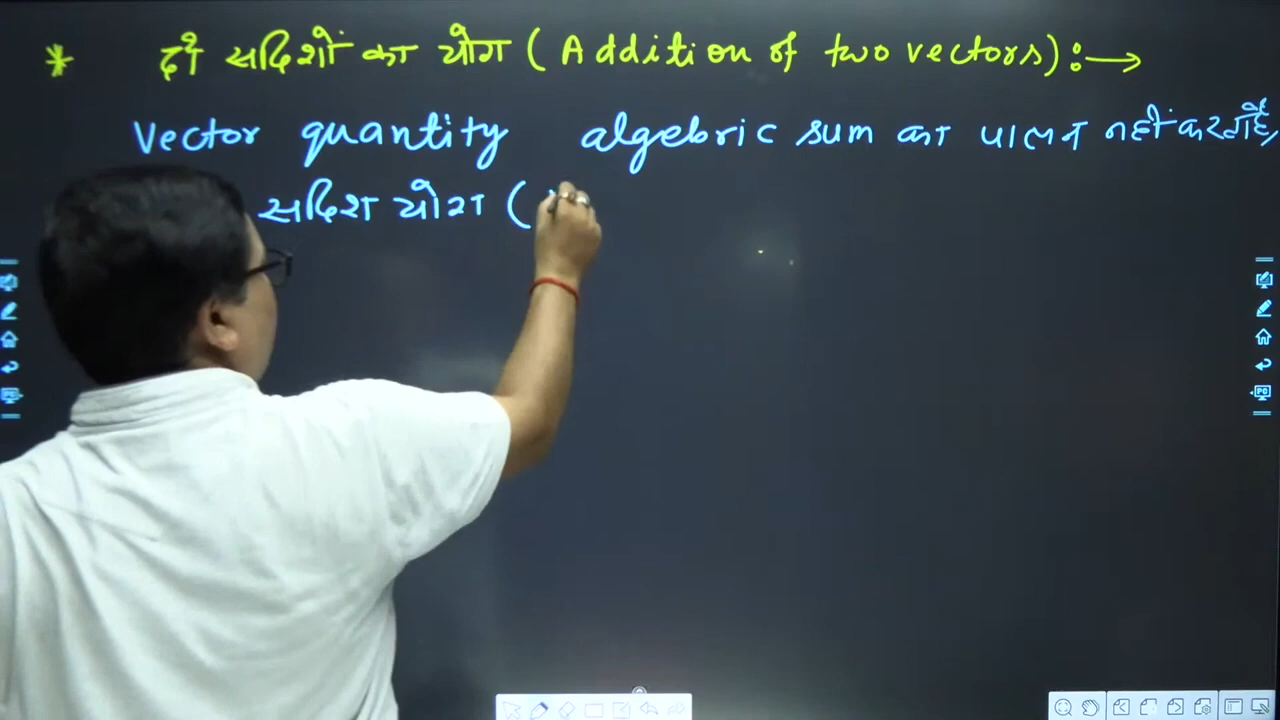 * दो सदिशों का योग (Addition of two vectors):→
Vector quantity algebric sum का पालन नहीं करते हैं,
सदिश योग (